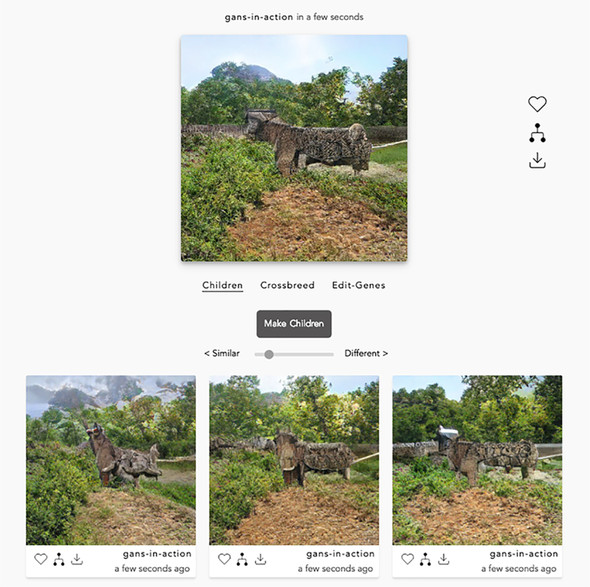 gans-in-action in a few seconds
Children Crossbreed Edit-Genes
Make Children
< Similar Different >
gans-in-action gans-in-action gans-in-action
a few seconds ago a few seconds ago a few seconds ago